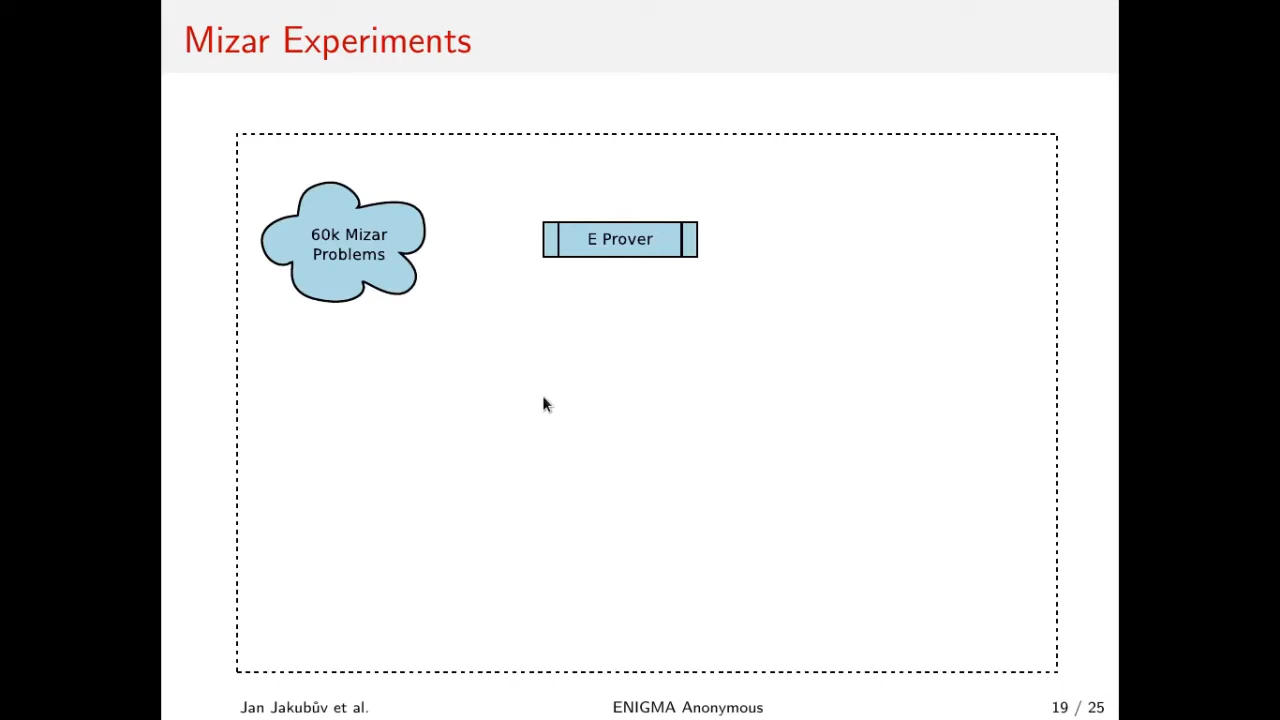 Mizar Experiments
60k Mizar
Problems
E Prover
Jan Jakubův et al.
ENIGMA Anonymous
19 / 25